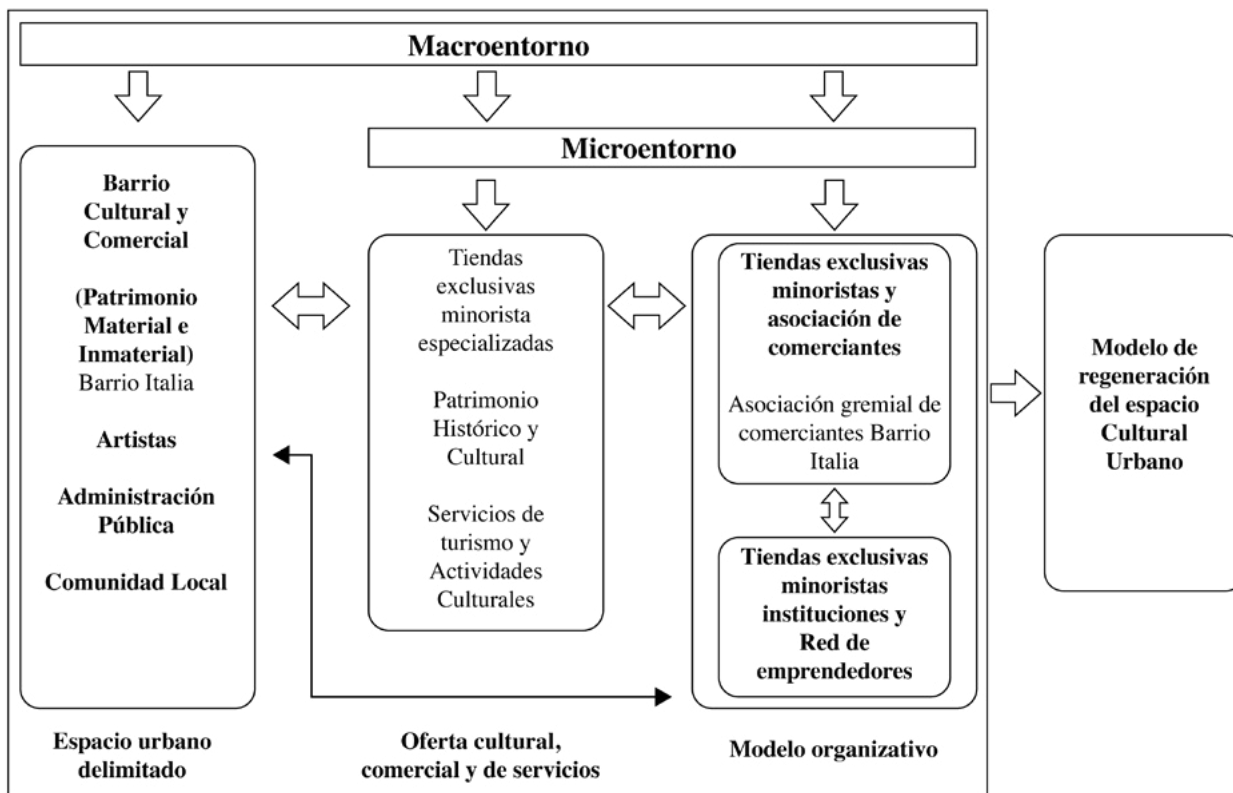 Macroentorno
Microentorno
Barrio
Cultural y
Comercial
(Patrimonio
Material e
Inmaterial)
Barrio Italia
Artistas
Administración
Pública
Comunidad Local
Espacio urbano
delimitado
Tiendas
exclusivas
minorista
especializadas
Patrimonio
Histórico y
Cultural
Servicios de
turismo y
Actividades
Culturales
Oferta cultural,
comercial y de servicios
Tiendas exclusivas
minoristas y
asociación de
comerciantes
Asociación gremial de
comerciantes Barrio
Italia
Tiendas exclusivas
minoristas
instituciones y
Red de
emprendedores
Modelo organizativo
Modelo de
regeneración
del espacio
Cultural
Urbano